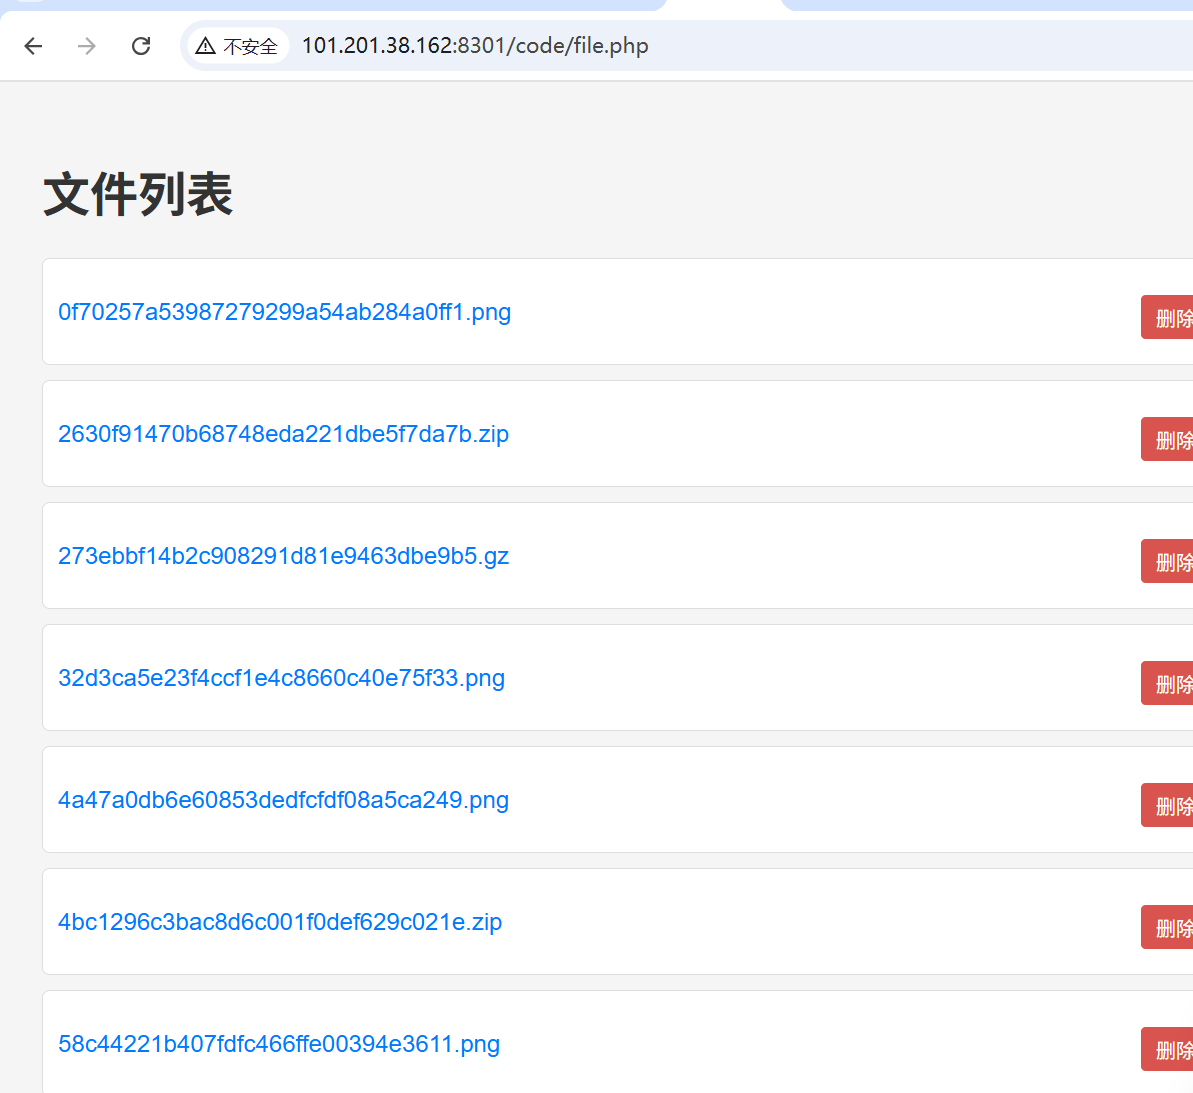 不安全 101.201.38.162:8301/code/file.php
文件列表
0f70257a53987279299a54ab284a0ff1.png
删除
2630f91470b68748eda221dbe5f7da7b.zip
删除
273ebbf14b2c908291d81e9463dbe9b5.gz
删除
32d3ca5e23f4ccf1e4c8660c40e75f33.png
删除
4a47a0db6e60853dedfcfdf08a5ca249.png
删除
4bc1296c3bac8d6c001f0def629c021e.zip
删除
58c44221b407fdfc466ffe00394e3611.png
删除